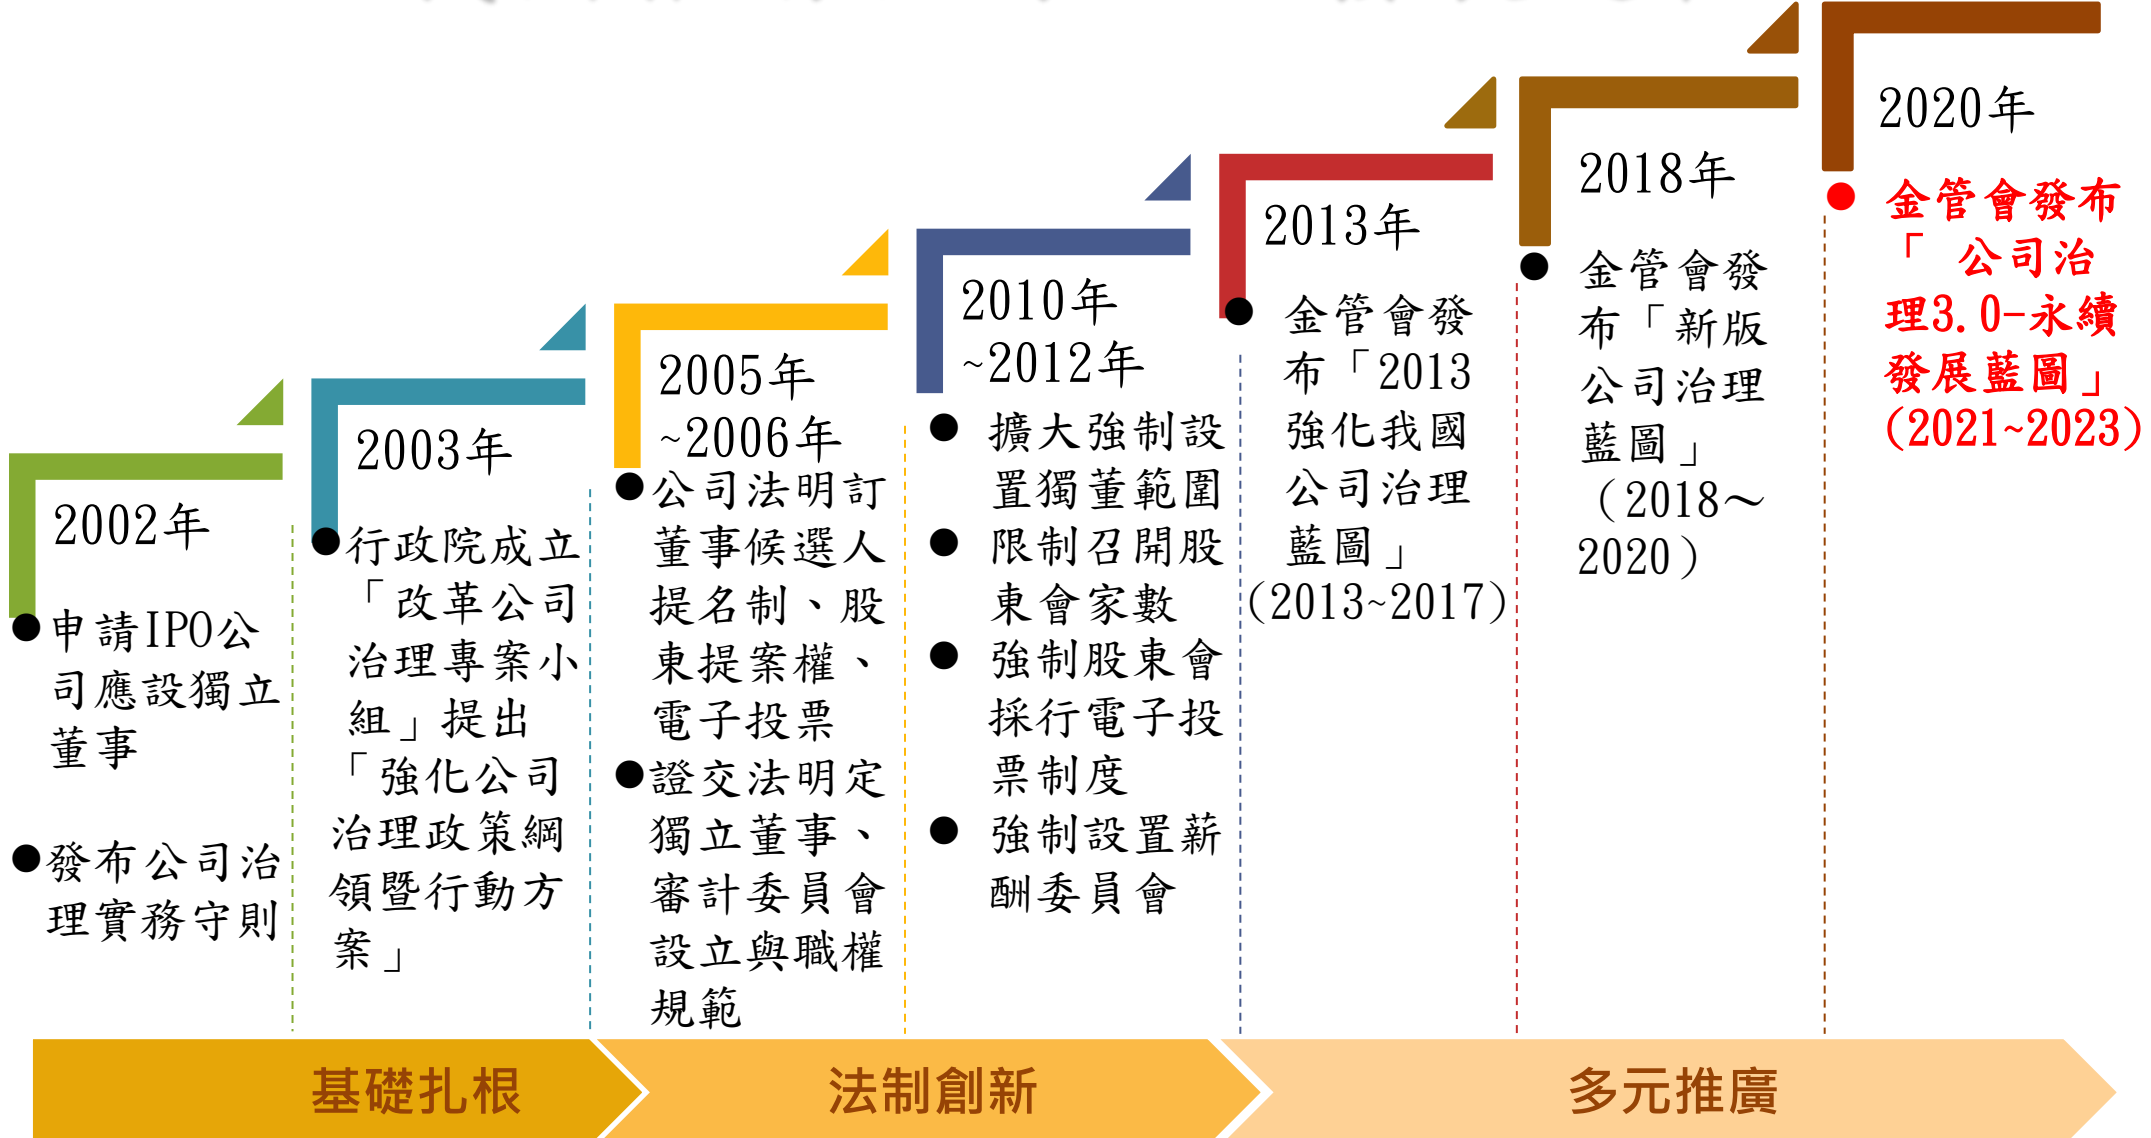 2002年
申請IPO公
司應設獨立
董事
發布公司治
理實務守則
2003年
行政院成立
「改革公司
治理專案小
組」提出
「強化公司
治理政策綱
領暨行動方
案」
2005年
~2006年
公司法明訂
董事候選人
提名制、股
東提案權、
電子投票
證交法明定
獨立董事、
審計委員會
設立與職權
規範
2010年
~2012年
擴大強制設
置獨董範圍
限制召開股
東會家數
強制股東會
採行電子投
票制度
強制設置薪
酬委員會
2013年
金管會發
布「2013
強化我國
公司治理
藍圖」
(2013~2017)
2018年
金管會發
布「新版
公司治理
藍圖」
（2018～
2020）
2020年
金管會發布
「 公司治
理3.0-永續
發展藍圖」
(2021~2023)
基礎扎根
法制創新
多元推廣